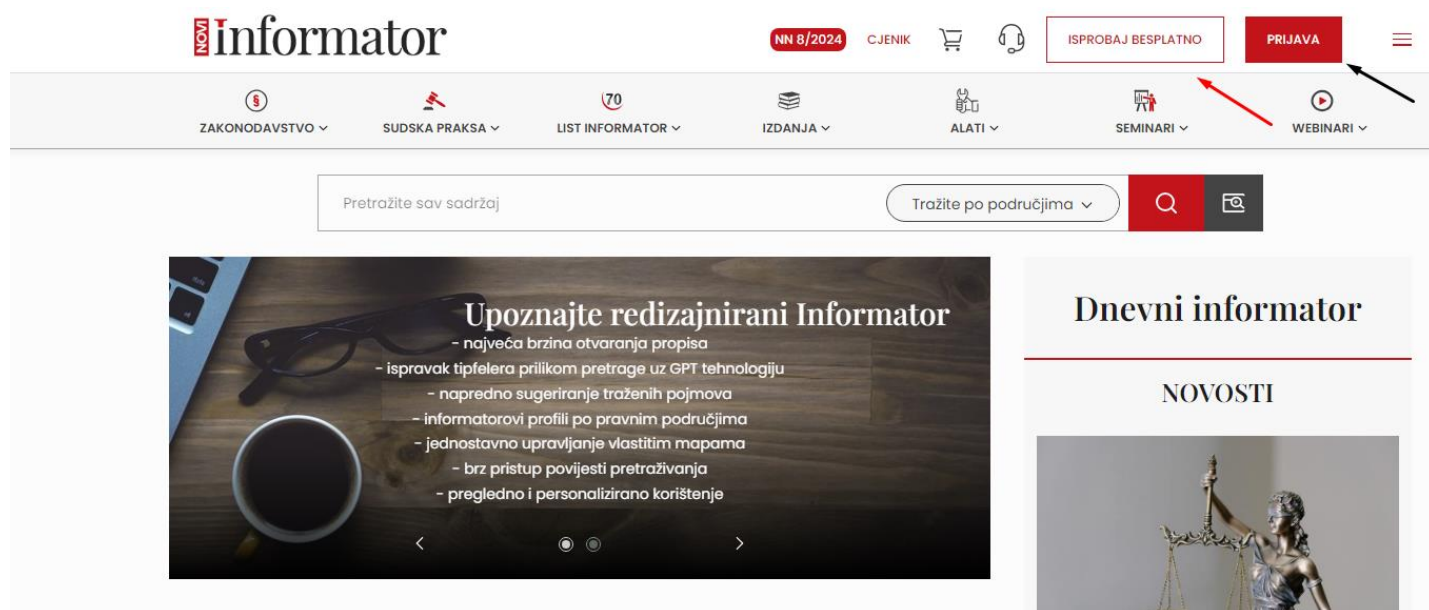 NOVI Informator
NN 8/2024 CJENIK ISPROBAJ BESPLATNO PRIJAVA
§ 70
ZAKONODAVSTVO SUDSKA PRAKSA LIST INFORMATOR IZDANJA ALATI SEMINARI WEBINARI
Pretražite sav sadržaj Tražite po područjima
Upoznajte redizajnirani Informator
- najveća brzina otvaranja propisa
- ispravak tipfelera prilikom pretrage uz GPT tehnologiju
- napredno sugeriranje traženih pojmova
- informatorovi profili po pravnim područjima
- jednostavno upravljanje vlastitim mapama
- brz pristup povijesti pretraživanja
- pregledno i personalizirano korištenje
Dnevni informator
NOVOSTI